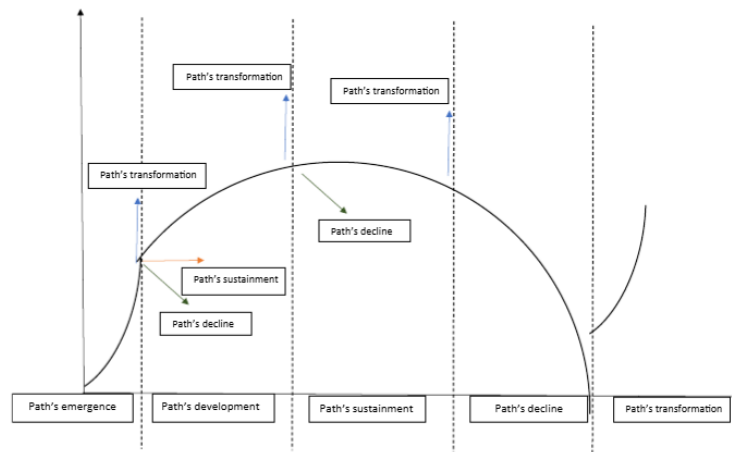 Path's transformation
Path's transformation
Path's transformation
Path's decline
Path's sustainment
Path's decline
Path's emergence
Path's development
Path's sustainment
Path's decline
Path's transformation